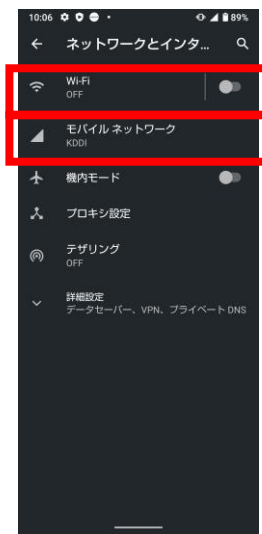 10:06 89%
ネットワークとインタ...
Wi-Fi
OFF
モバイル ネットワーク
KDDI
機内モード
プロキシ設定
テザリング
OFF
詳細設定
データセーバー、VPN、プライベート DNS